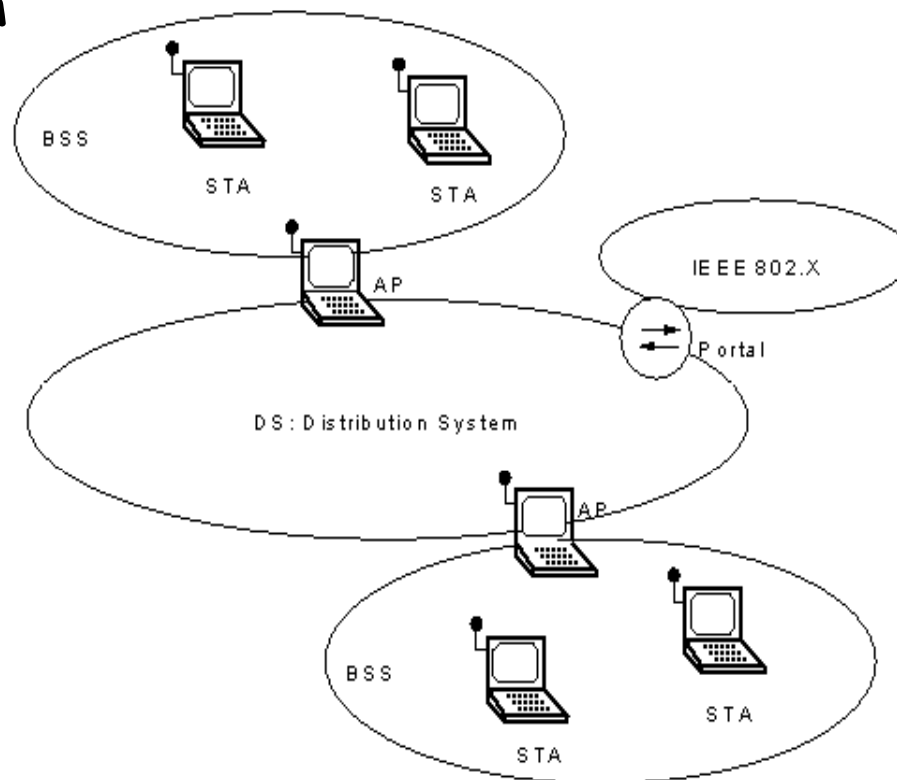 BSS
STA
STA
AP
IEEE 802.X
Portal
DS: Distribution System
AP
BSS
STA
STA